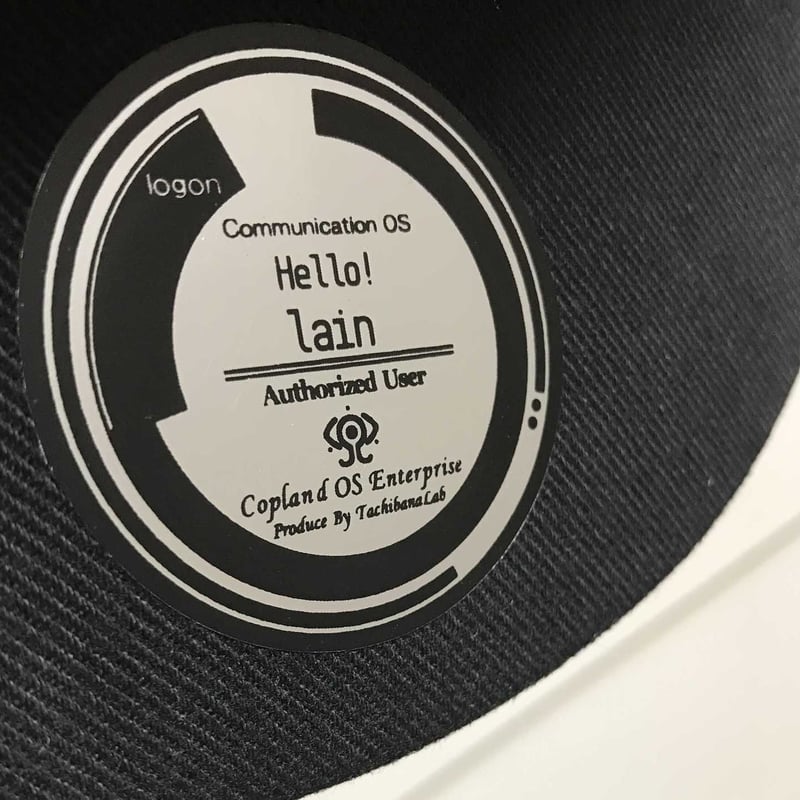 logon
Communication OS
Hello!
lain
Authorized User
Copland OS Enterprise
Produce By TachibanaLab